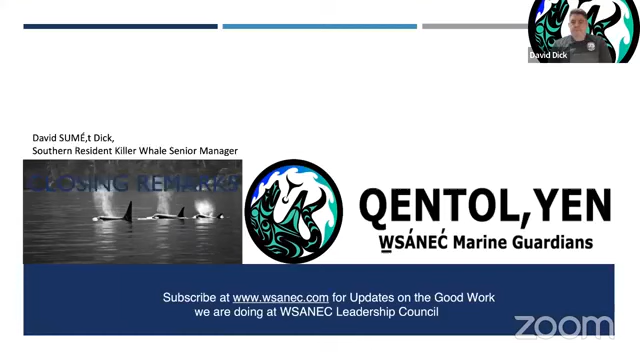 David Dick
David SUMÉ,t Dick,
Southern Resident Killer Whale Senior Manager
CLOSING REMARKS
QENTOL,YEN
W̱SÁNEĆ Marine Guardians
Subscribe at www.wsanec.com for Updates on the Good Work
we are doing at WSANEC Leadership Council
zoom